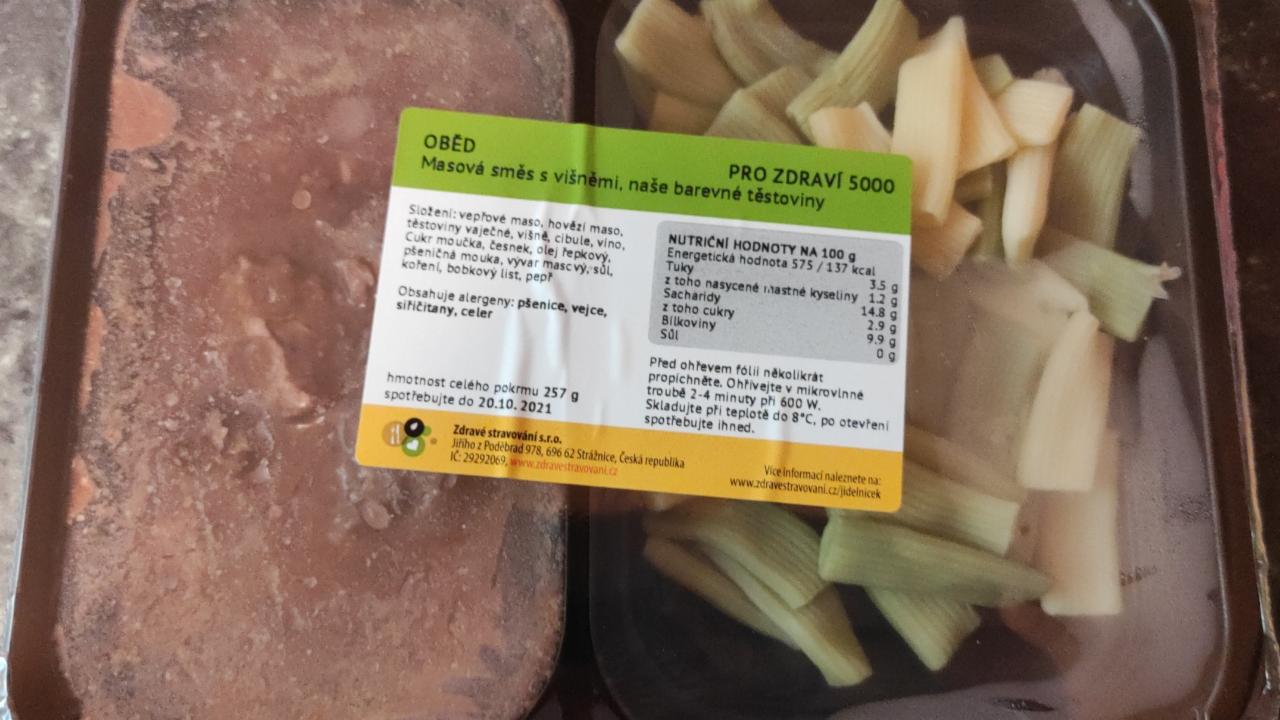 OBĚD
PRO ZDRAVÍ 5000
Masová směs s višněmi, naše barevné těstoviny
Složení: vepřové maso, hovězí maso,
těstoviny vaječné, višně, cibule, víno,
Cukr moučka, česnek, olej řepkový,
pšeničná mouka, vývar masový, sůl,
koření, bobkový list, pepř
Obsahuje alergeny: pšenice, vejce,
siřičitany, celer
hmotnost celého pokrmu 257 g
spotřebujte do 20.10. 2021
NUTRIČNÍ HODNOTY NA 100 g
Energetická hodnota 575 / 137 kcal
Tuky 3.5 g
z toho nasycené mastné kyseliny 1.2 g
Sacharidy 14.8 g
z toho cukry 2.9 g
Bílkoviny 9.9 g
Sůl 0 g
Před ohřevem fólii několikrát
propíchněte. Ohřívejte v mikrovlnné
troubě 2-4 minuty při 600 W.
Skladujte při teplotě do 8°C, po otevření
spotřebujte ihned.
Zdravé stravování s.r.o.
Jiřího z Poděbrad 978, 696 62 Strážnice, Česká republika
IČ: 29292069, www.zdravestravovani.cz
Více informací naleznete na:
www.zdravestravovani.cz/jidelnicek